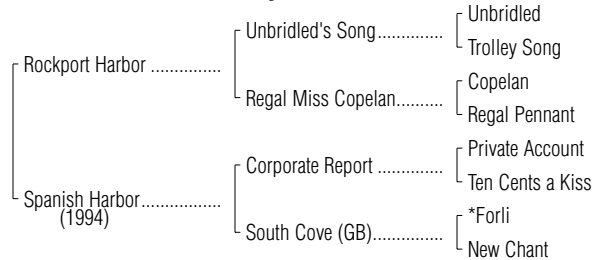 Unbridled
Unbridled's Song..............
Trolley Song
Rockport Harbor ...............
Copelan
Regal Miss Copelan..........
Regal Pennant
Private Account
Corporate Report ..............
Ten Cents a Kiss
Spanish Harbor.................
(1994)
*Forli
South Cove (GB)...............
New Chant